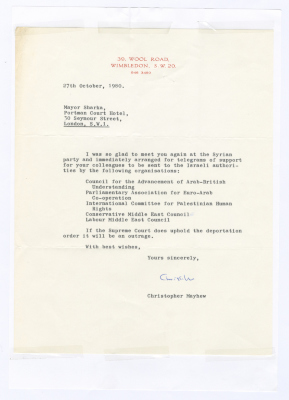 39, WOOL ROAD,
WIMBLEDON, S W 20.
27th October, 1980.
Mayor Sharka,
Portman Court Hotel,
30 Seymour Street,
London, N.W.1.
I was so glad to meet you again at the Syrian
party and immediately arranged for telegrams of support
for your colleagues to be sent to the Israeli authori-
ties by the following organisations:
Council for the Advancement of Arab-British
Understanding
Parliamentary Association for Euro-Arab
Co-operation
International Committee for Palestinian Human
Rights
Conservative Middle East Council
Labour Middle East Council
If the Supreme Court does uphold the deportation
order it will be an outrage.
With best wishes,
Yours sincerely,
Christopher Mayhew